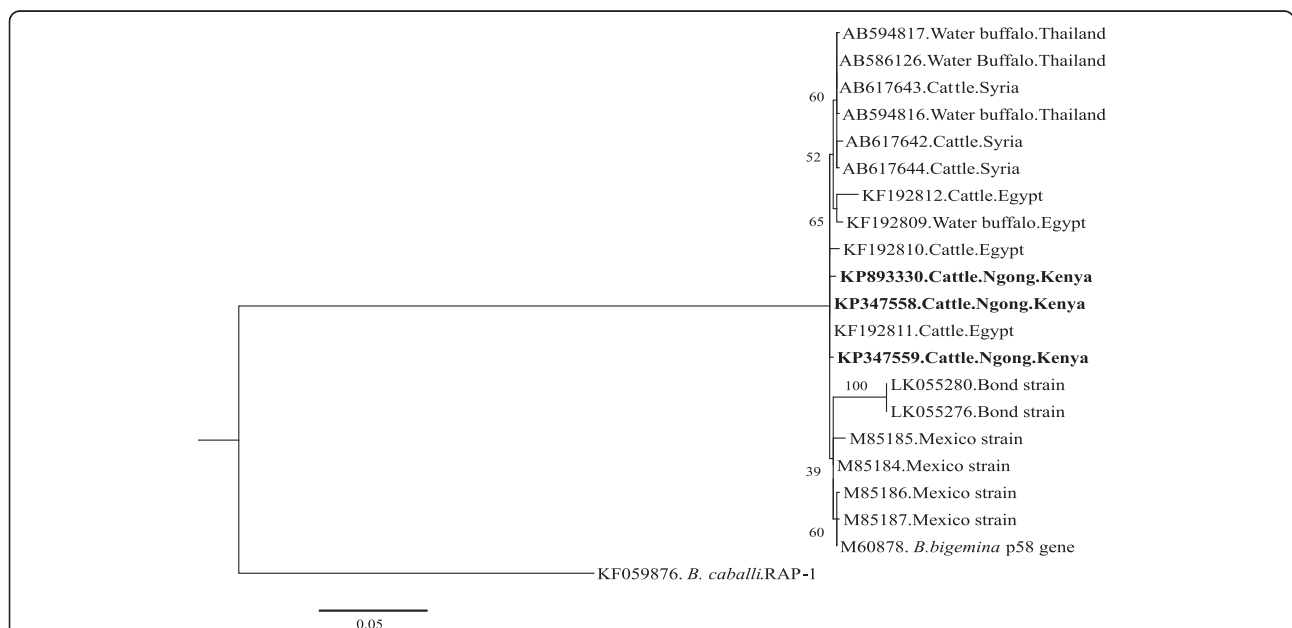 AB594817.Water buffalo.Thailand
AB586126.Water Buffalo.Thailand
AB617643.Cattle.Syria
60
AB594816.Water buffalo.Thailand
AB617642.Cattle.Syria
52
AB617644.Cattle.Syria
KF192812.Cattle.Egypt
65
KF192809.Water buffalo.Egypt
KF192810.Cattle.Egypt
KP893330.Cattle.Ngong.Kenya
KP347558.Cattle.Ngong.Kenya
KF192811.Cattle.Egypt
KP347559.Cattle.Ngong.Kenya
100
LK055280.Bond strain
LK055276.Bond strain
M85185.Mexico strain
39
M85184.Mexico strain
M85186.Mexico strain
M85187.Mexico strain
60
M60878. B.bigemina p58 gene
KF059876. B. caballi.RAP-1
0.05